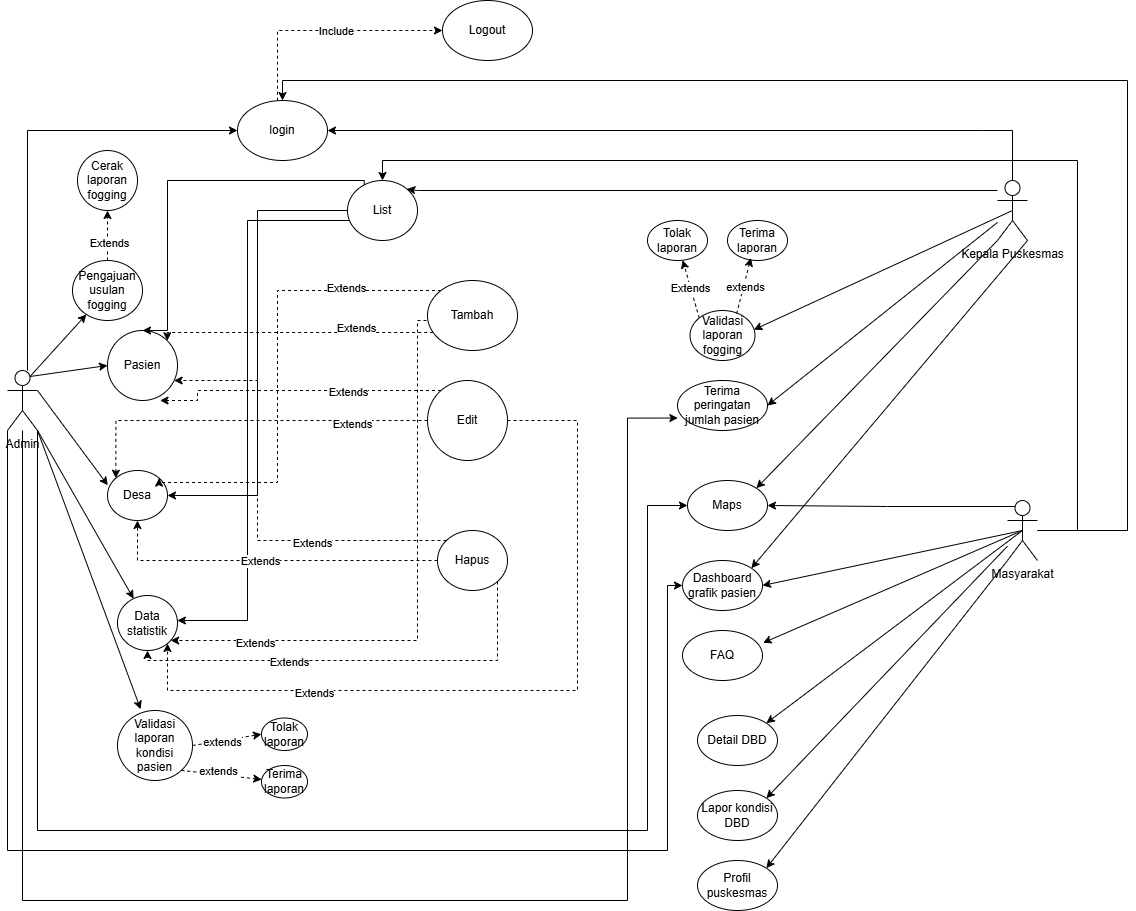 Logout
Include
login
Cerak
laporan
fogging
List
Extends
Pengajuan
usulan
fogging
Tolak
laporan
Terima
laporan
Kepala Puskesmas
Extends
extends
Extends
Tambah
Validasi
laporan
fogging
Extends
Pasien
Extends
Edit
Terima
peringatan
jumlah pasien
Extends
Admin
Desa
Maps
Extends
Extends
Hapus
Masyarakat
Dashboard
grafik pasien
Data
statistik
Extends
Extends
FAQ
Extends
Validasi
laporan
kondisi
pasien
extends
Tolak
laporan
extends
Terima
laporan
Detail DBD
Lapor kondisi
DBD
Profil
puskesmas